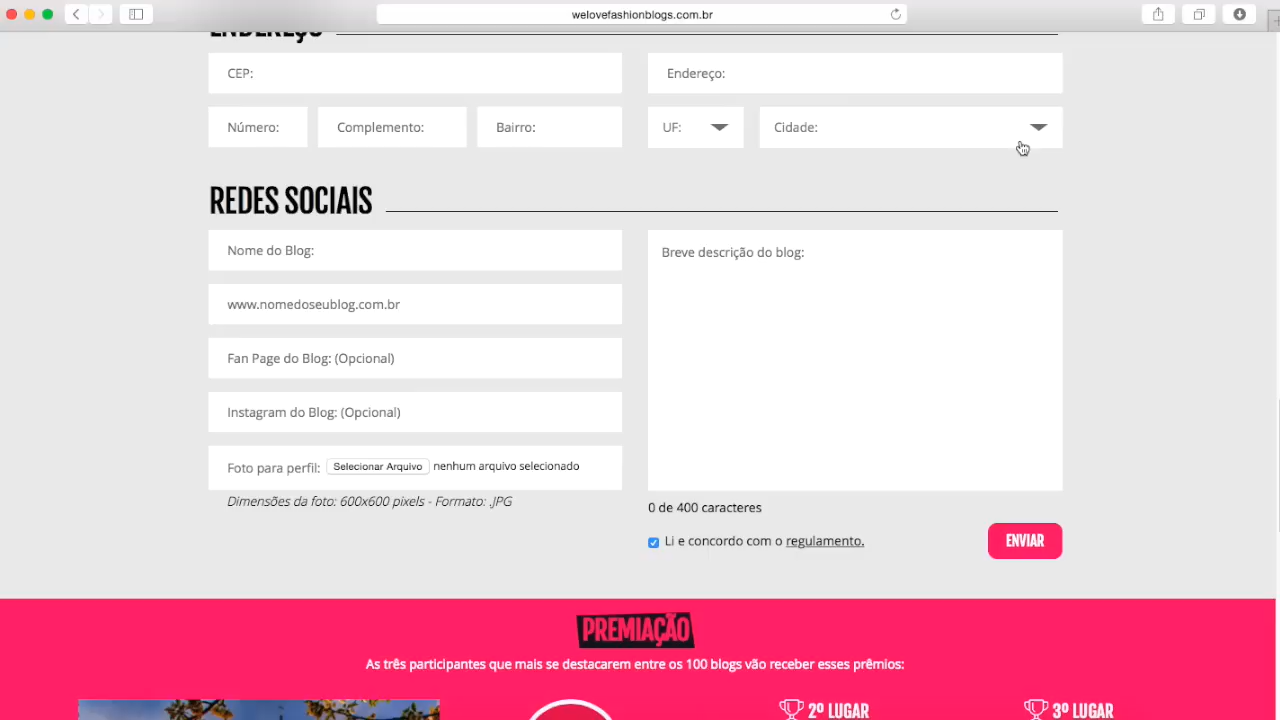 welovefashionblogs.com.br
ENDEREÇO
CEP:
Endereço:
Número:
Complemento:
Bairro:
UF:
Cidade:
REDES SOCIAIS
Nome do Blog:
Breve descrição do blog:
www.nomedoseublog.com.br
Fan Page do Blog: (Opcional)
Instagram do Blog: (Opcional)
Foto para perfil: Selecionar Arquivo nenhum arquivo selecionado
Dimensões da foto: 600x600 pixels - Formato: .JPG
0 de 400 caracteres
Li e concordo com o regulamento.
ENVIAR
PREMIAÇÃO
As três participantes que mais se destacarem entre os 100 blogs vão receber esses prêmios:
2º LUGAR
3º LUGAR